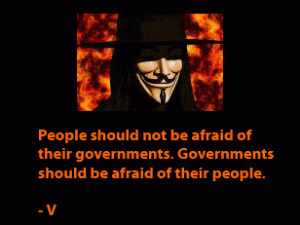 People should not be afraid of
their governments. Governments
should be afraid of their people.
- V